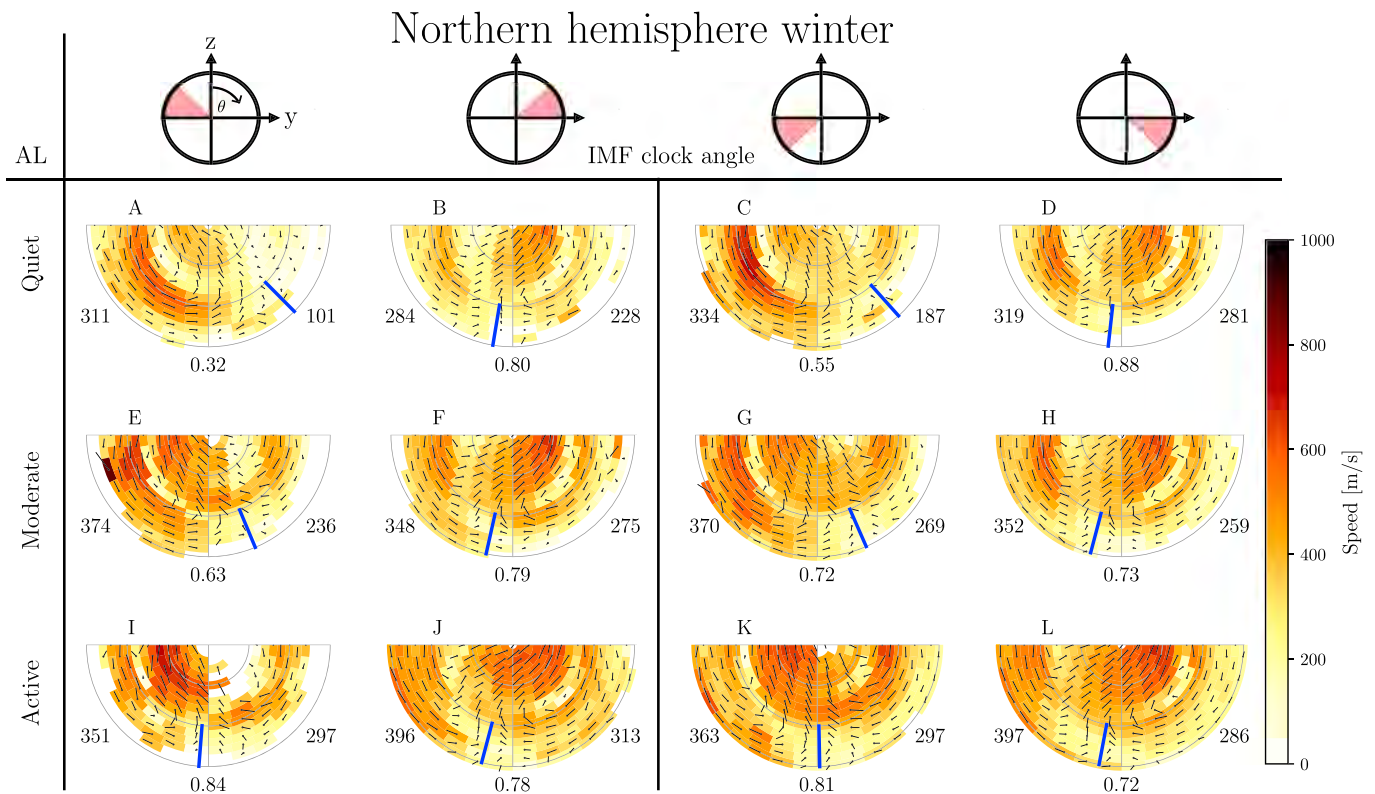 Northern hemisphere winter
z
θ
y
AL
IMF clock angle
Quiet
A
B
C
D
311
101
284
228
334
187
319
281
0.32
0.80
0.55
0.88
Moderate
E
F
G
H
374
236
348
275
370
269
352
259
0.63
0.79
0.72
0.73
Active
I
J
K
L
351
297
396
313
363
297
397
286
0.84
0.78
0.81
0.72
1000
800
600
400
200
0
Speed [m/s]